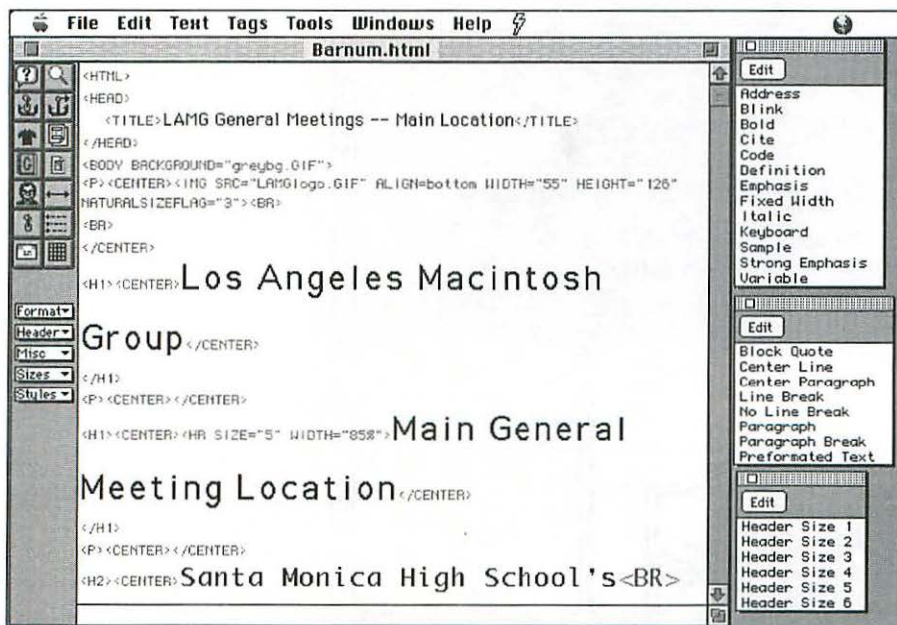 File Edit Text Tags Tools Windows Help
Barnum.html
<HTML>
<HEAD>
<TITLE>LAMG General Meetings -- Main Location</TITLE>
</HEAD>
<BODY BACKGROUND="greybg.GIF">
<P><CENTER><IMG SRC="LAMGlogo.GIF" ALIGN=bottom WIDTH="55" HEIGHT="126"
NATURALSIZEFLAG="3"><BR>
<BR>
</CENTER>
<H1><CENTER>Los Angeles Macintosh
Group</CENTER>
</H1>
<P><CENTER></CENTER>
<H1><CENTER><HR SIZE="5" WIDTH="85%">Main General
Meeting Location</CENTER>
</H1>
<P><CENTER></CENTER>
<H2><CENTER>Santa Monica High School's<BR>
Format
Header
Misc
Sizes
Styles
Edit
Address
Blink
Bold
Cite
Code
Definition
Emphasis
Fixed Width
Italic
Keyboard
Sample
Strong Emphasis
Variable
Edit
Block Quote
Center Line
Center Paragraph
Line Break
No Line Break
Paragraph
Paragraph Break
Preformated Text
Edit
Header Size 1
Header Size 2
Header Size 3
Header Size 4
Header Size 5
Header Size 6